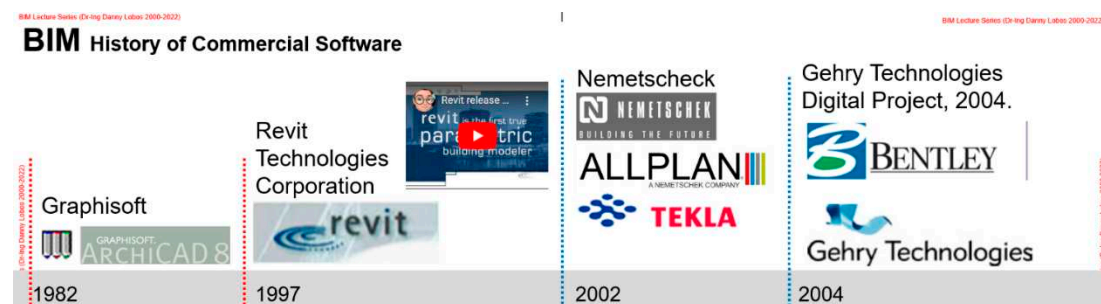 BIM Lecture Series (Dr-Ing Danny Lobos 2000-2022)
BIM Lecture Series (Dr-Ing Danny Lobos 2000-2022
BIM History of Commercial Software
Graphisoft
GRAPHISOFT.
ARCHICAD 8
1982
Revit
Technologies
Corporation
revit
1997
Revit release ...
revit is the first true
parametric
building modeler
Nemetscheck
N NEMETSCHEK
BUILDING THE FUTURE
ALLPLAN
A NEMETSCHEK COMPANY
TEKLA
2002
Gehry Technologies
Digital Project, 2004.
BENTLEY
Gehry Technologies
2004